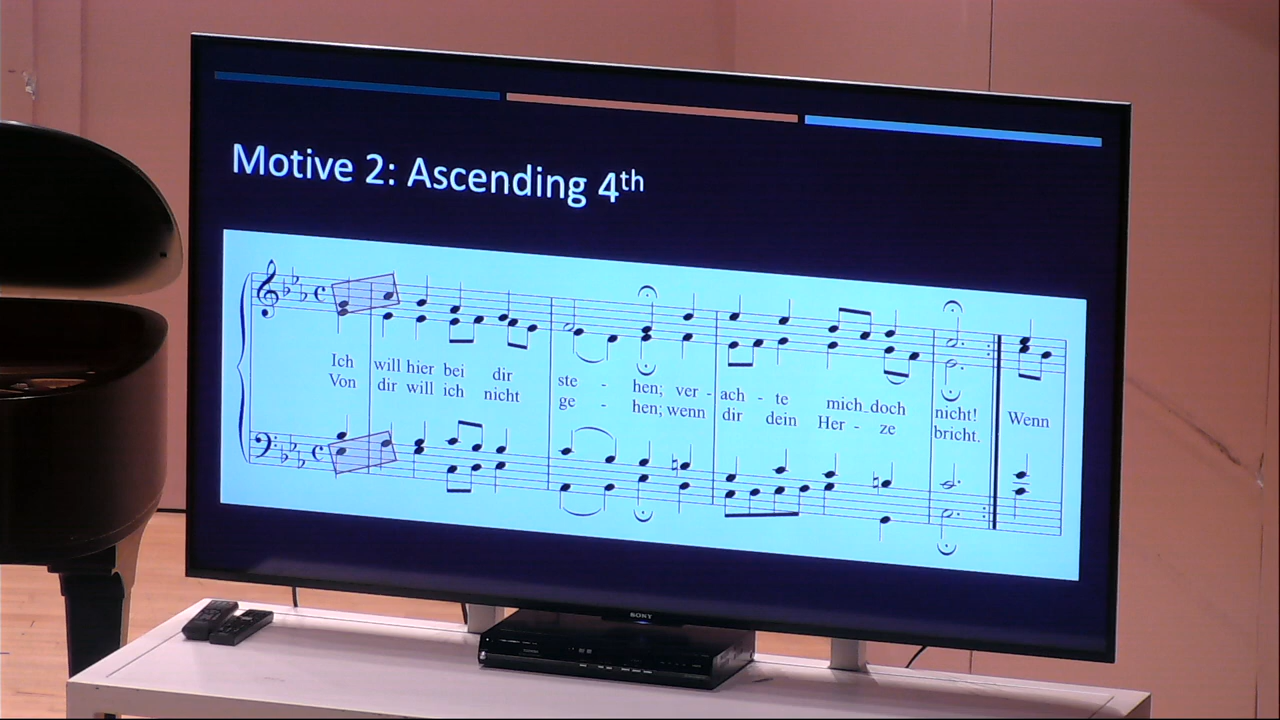 Motive 2: Ascending 4th
Ich will hier bei dir ste - hen; ver - ach - te mich doch nicht! Wenn
Von dir will ich nicht ge - hen; wenn dir dein Her - ze bricht.
SONY